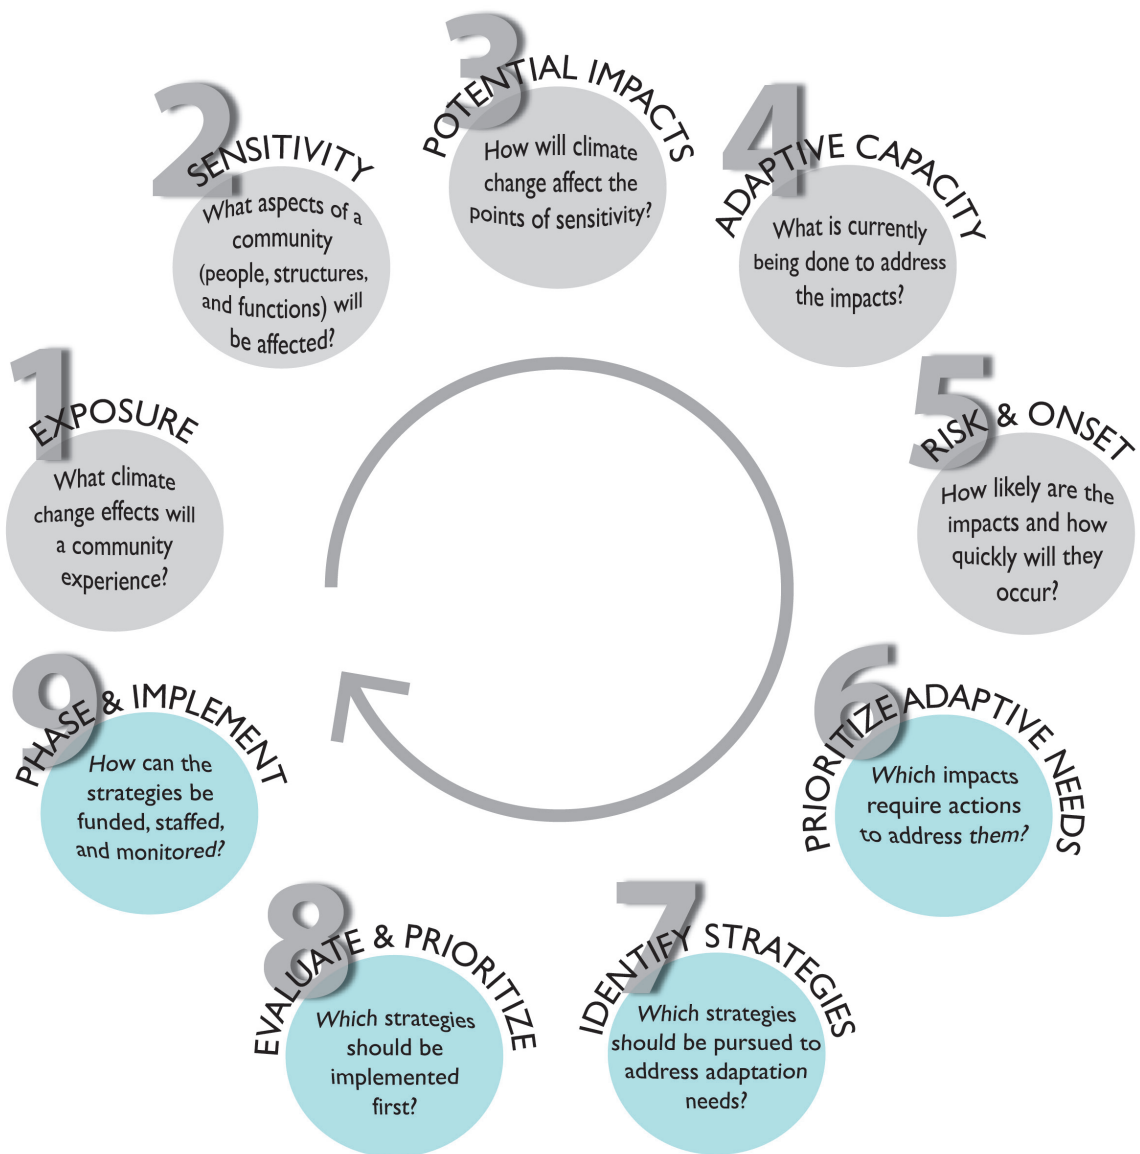 1
EXPOSURE
What climate
change effects will
a community
experience?
2
SENSITIVITY
What aspects of a
community
(people, structures,
and functions) will
be affected?
3
POTENTIAL IMPACTS
How will climate
change affect the
points of sensitivity?
4
ADAPTIVE CAPACITY
What is currently
being done to address
the impacts?
5
RISK & ONSET
How likely are the
impacts and how
quickly will they
occur?
6
PRIORITIZE ADAPTIVE NEEDS
Which impacts
require actions
to address them?
7
IDENTIFY STRATEGIES
Which strategies
should be pursued to
address adaptation
needs?
8
EVALUATE & PRIORITIZE
Which strategies
should be
implemented
first?
9
PHASE & IMPLEMENT
How can the
strategies be
funded, staffed,
and monitored?